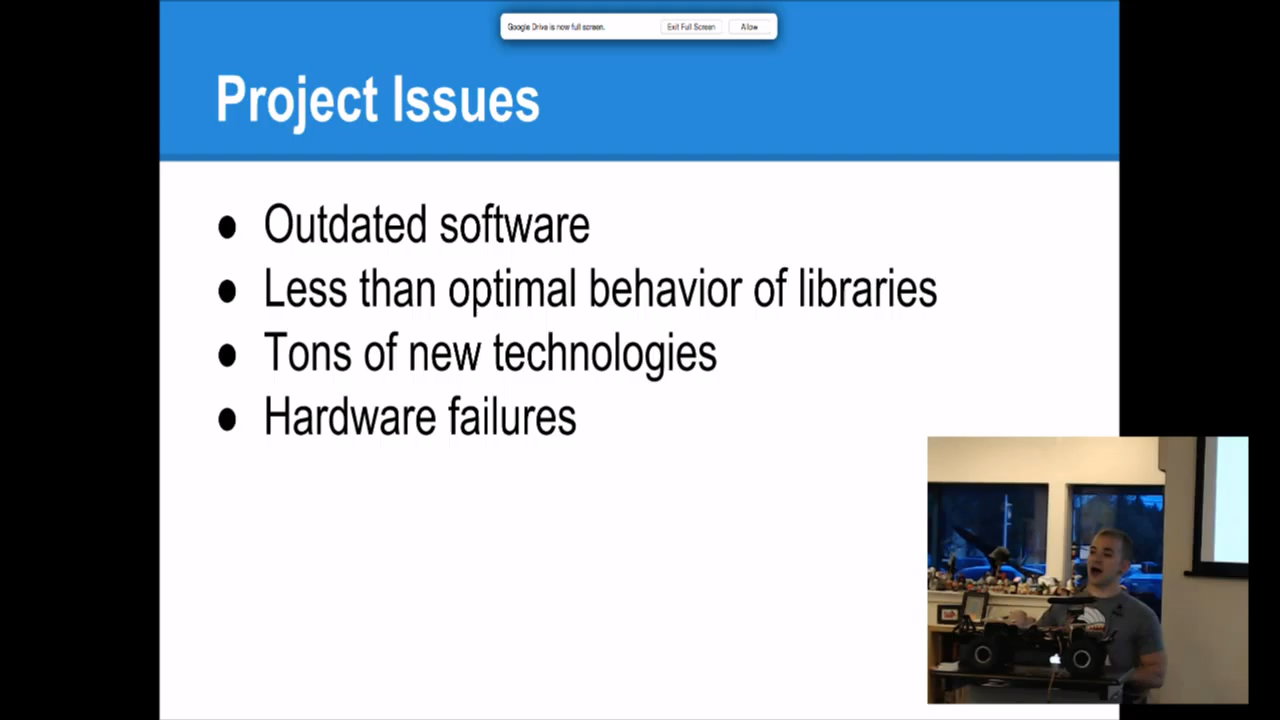 Google Drive is now full screen. Exit Full Screen Allow
Project Issues
● Outdated software
● Less than optimal behavior of libraries
● Tons of new technologies
● Hardware failures